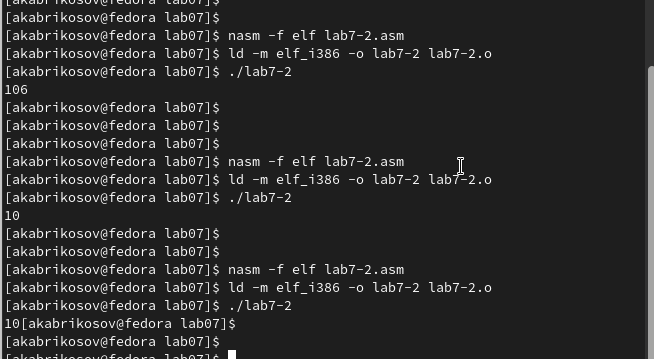 [akabrikosov@fedora lab07]$
[akabrikosov@fedora lab07]$
[akabrikosov@fedora lab07]$ nasm -f elf lab7-2.asm
[akabrikosov@fedora lab07]$ ld -m elf_i386 -o lab7-2 lab7-2.o
[akabrikosov@fedora lab07]$ ./lab7-2
106
[akabrikosov@fedora lab07]$
[akabrikosov@fedora lab07]$
[akabrikosov@fedora lab07]$
[akabrikosov@fedora lab07]$ nasm -f elf lab7-2.asm
[akabrikosov@fedora lab07]$ ld -m elf_i386 -o lab7-2 lab7-2.o
[akabrikosov@fedora lab07]$ ./lab7-2
10
[akabrikosov@fedora lab07]$
[akabrikosov@fedora lab07]$
[akabrikosov@fedora lab07]$ nasm -f elf lab7-2.asm
[akabrikosov@fedora lab07]$ ld -m elf_i386 -o lab7-2 lab7-2.o
[akabrikosov@fedora lab07]$ ./lab7-2
10[akabrikosov@fedora lab07]$
[akabrikosov@fedora lab07]$
[akabrikosov@fedora lab07]$